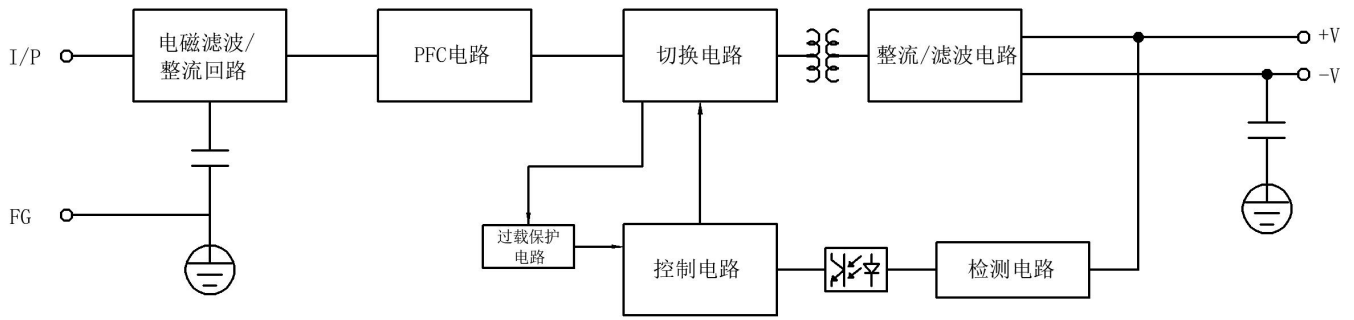 I/P
电磁滤波/
整流回路
PFC电路
切换电路
整流/滤波电路
+V
-V
FG
过载保护
电路
控制电路
检测电路